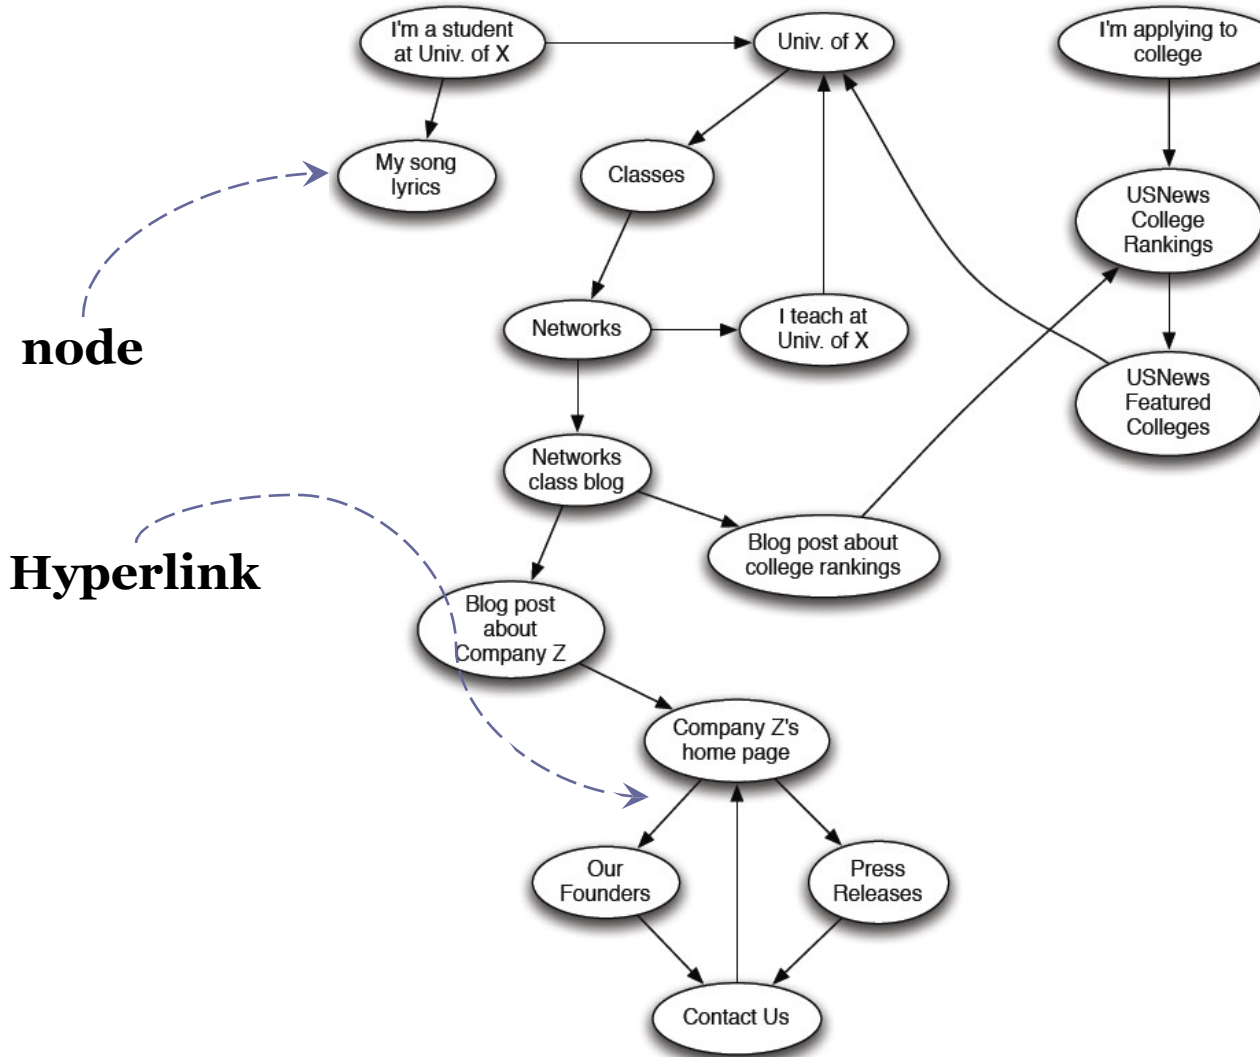 I'm a student
at Univ. of X
Univ. of X
I'm applying to
college
My song
lyrics
Classes
USNews
College
Rankings
node
Networks
I teach at
Univ. of X
USNews
Featured
Colleges
Networks
class blog
Hyperlink
Blog post about
college rankings
Blog post
about
Company Z
Company Z's
home page
Our
Founders
Press
Releases
Contact Us